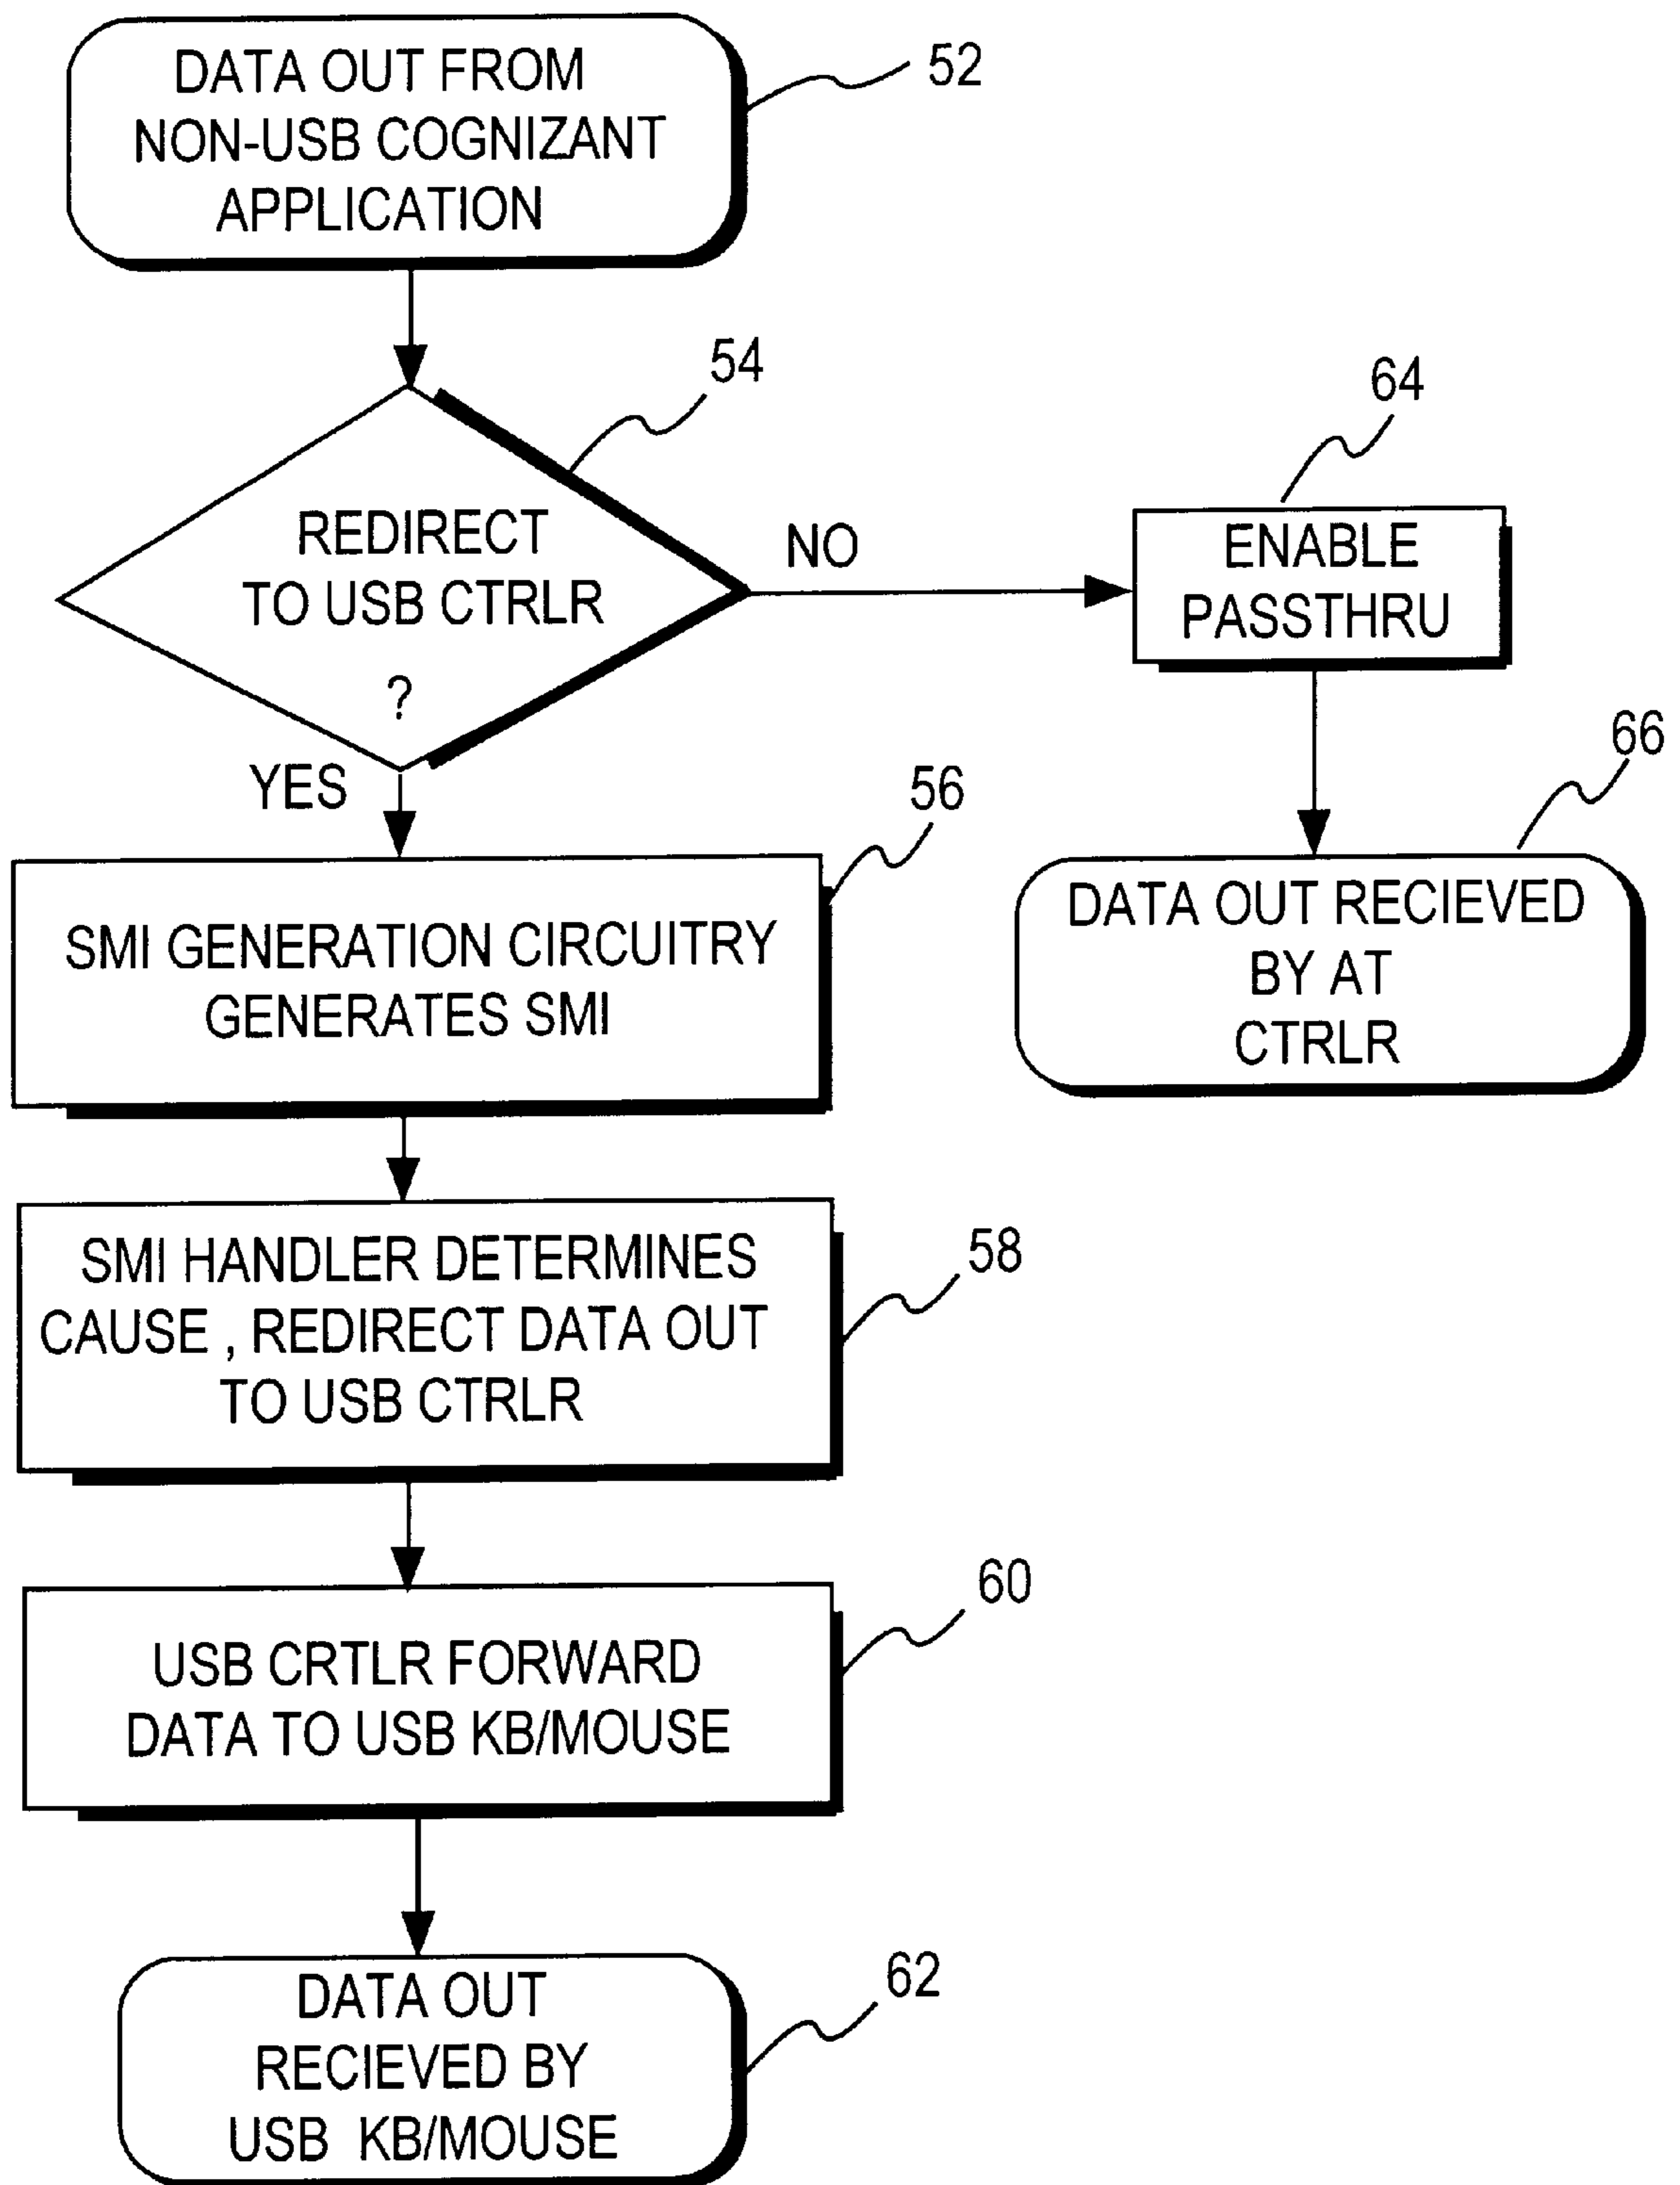 DATA OUT FROM
NON-USB COGNIZANT
APPLICATION
52
54
REDIRECT
TO USB CTRLR
?
NO
YES
64
ENABLE
PASSTHRU
66
DATA OUT RECIEVED
BY AT
CTRLR
56
SMI GENERATION CIRCUITRY
GENERATES SMI
58
SMI HANDLER DETERMINES
CAUSE , REDIRECT DATA OUT
TO USB CTRLR
60
USB CRTLR FORWARD
DATA TO USB KB/MOUSE
62
DATA OUT
RECIEVED BY
USB KB/MOUSE